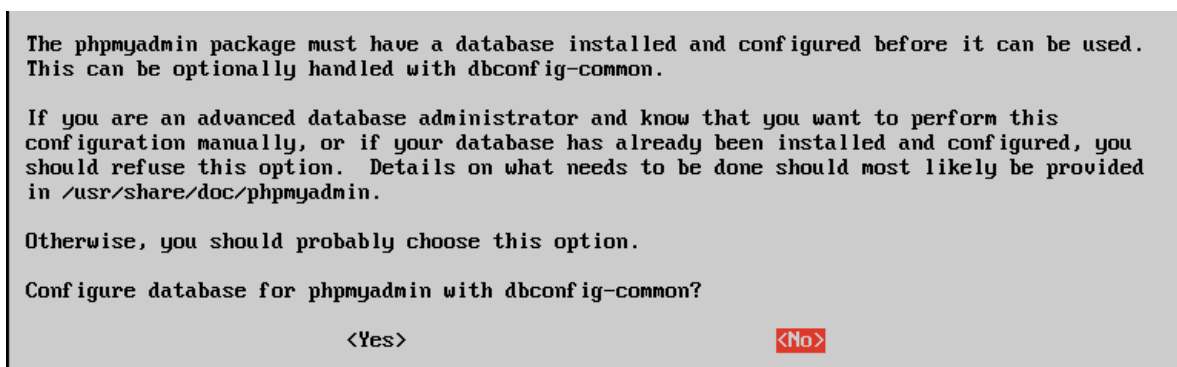 The phpmyadmin package must have a database installed and configured before it can be used.
This can be optionally handled with dbconfig-common.
If you are an advanced database administrator and know that you want to perform this
configuration manually, or if your database has already been installed and configured, you
should refuse this option.  Details on what needs to be done should most likely be provided
in /usr/share/doc/phpmyadmin.
Otherwise, you should probably choose this option.
Configure database for phpmyadmin with dbconfig-common?
<Yes> <No>